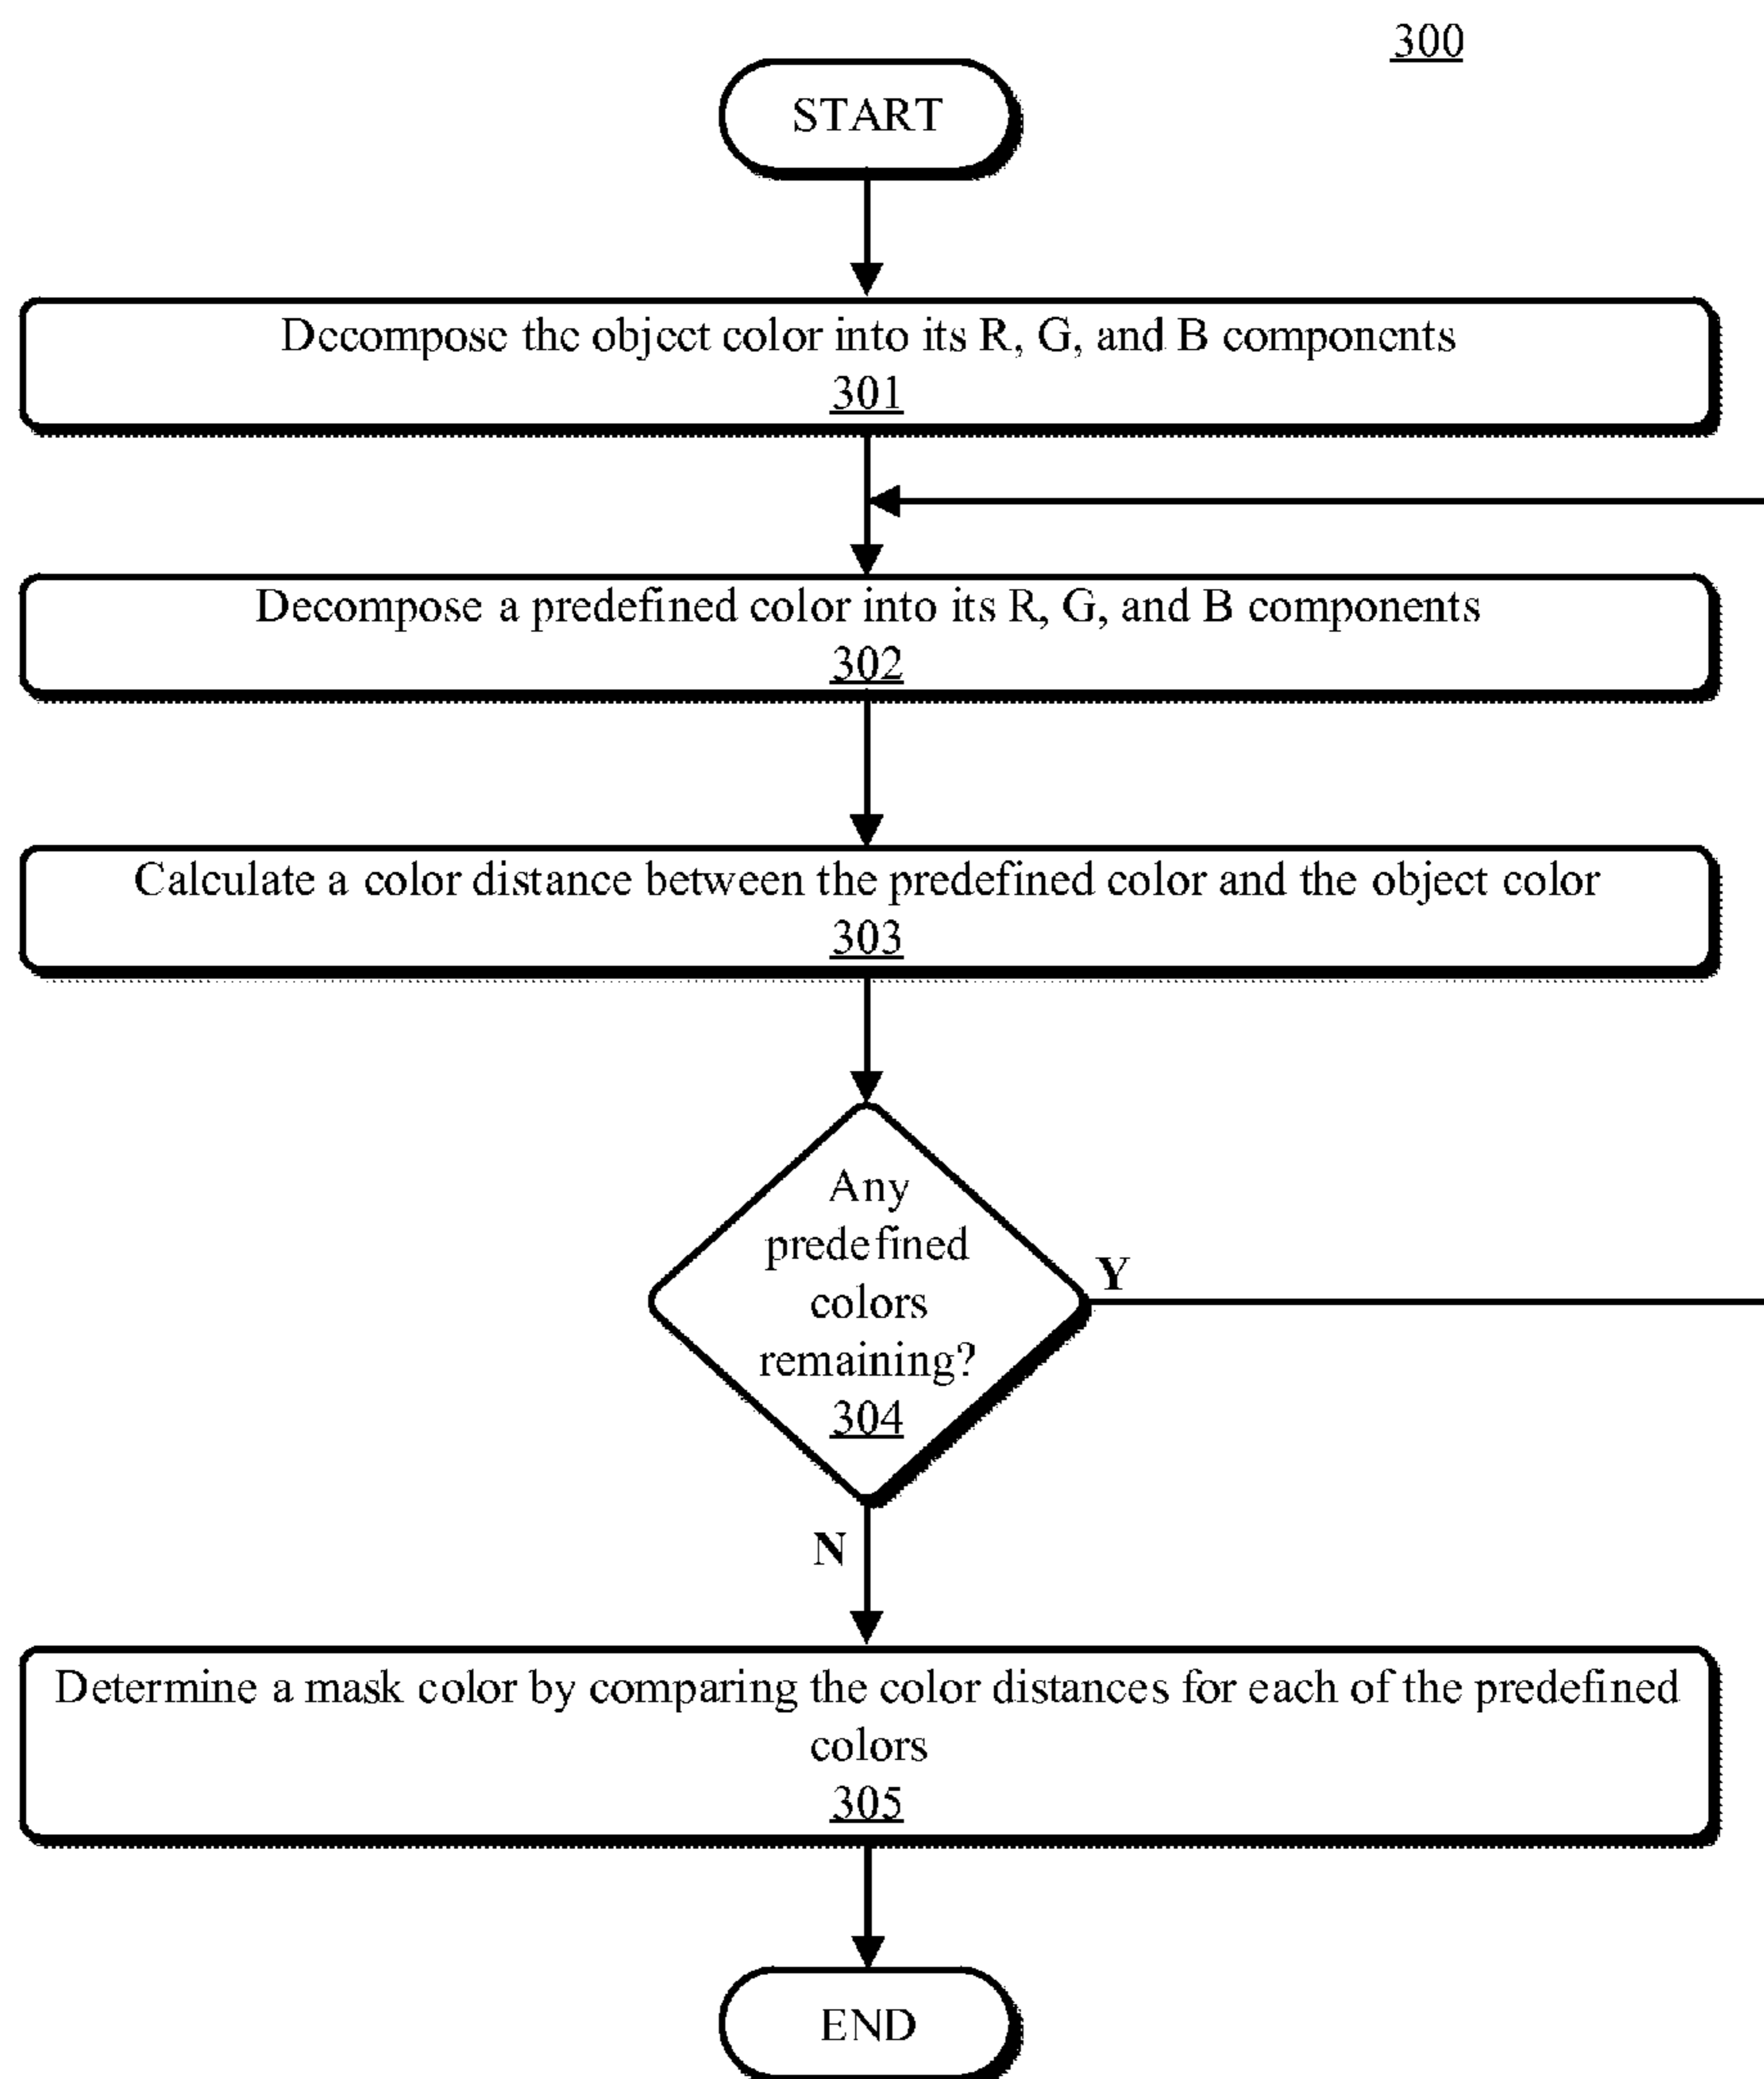 300
START
Decompose the object color into its R, G, and B components
301
Decompose a predefined color into its R, G, and B components
302
Calculate a color distance between the predefined color and the object color
303
Any
predefined
colors
remaining?
304
Y
N
Determine a mask color by comparing the color distances for each of the predefined
colors
305
END